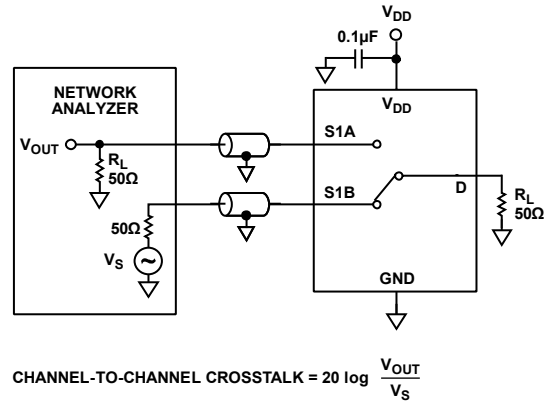 VDD
0.1µF
NETWORK
ANALYZER
VDD
VOUT
RL
50Ω
S1A
50Ω
VS
S1B
D
RL
50Ω
GND
CHANNEL-TO-CHANNEL CROSSTALK = 20 log VOUT
VS